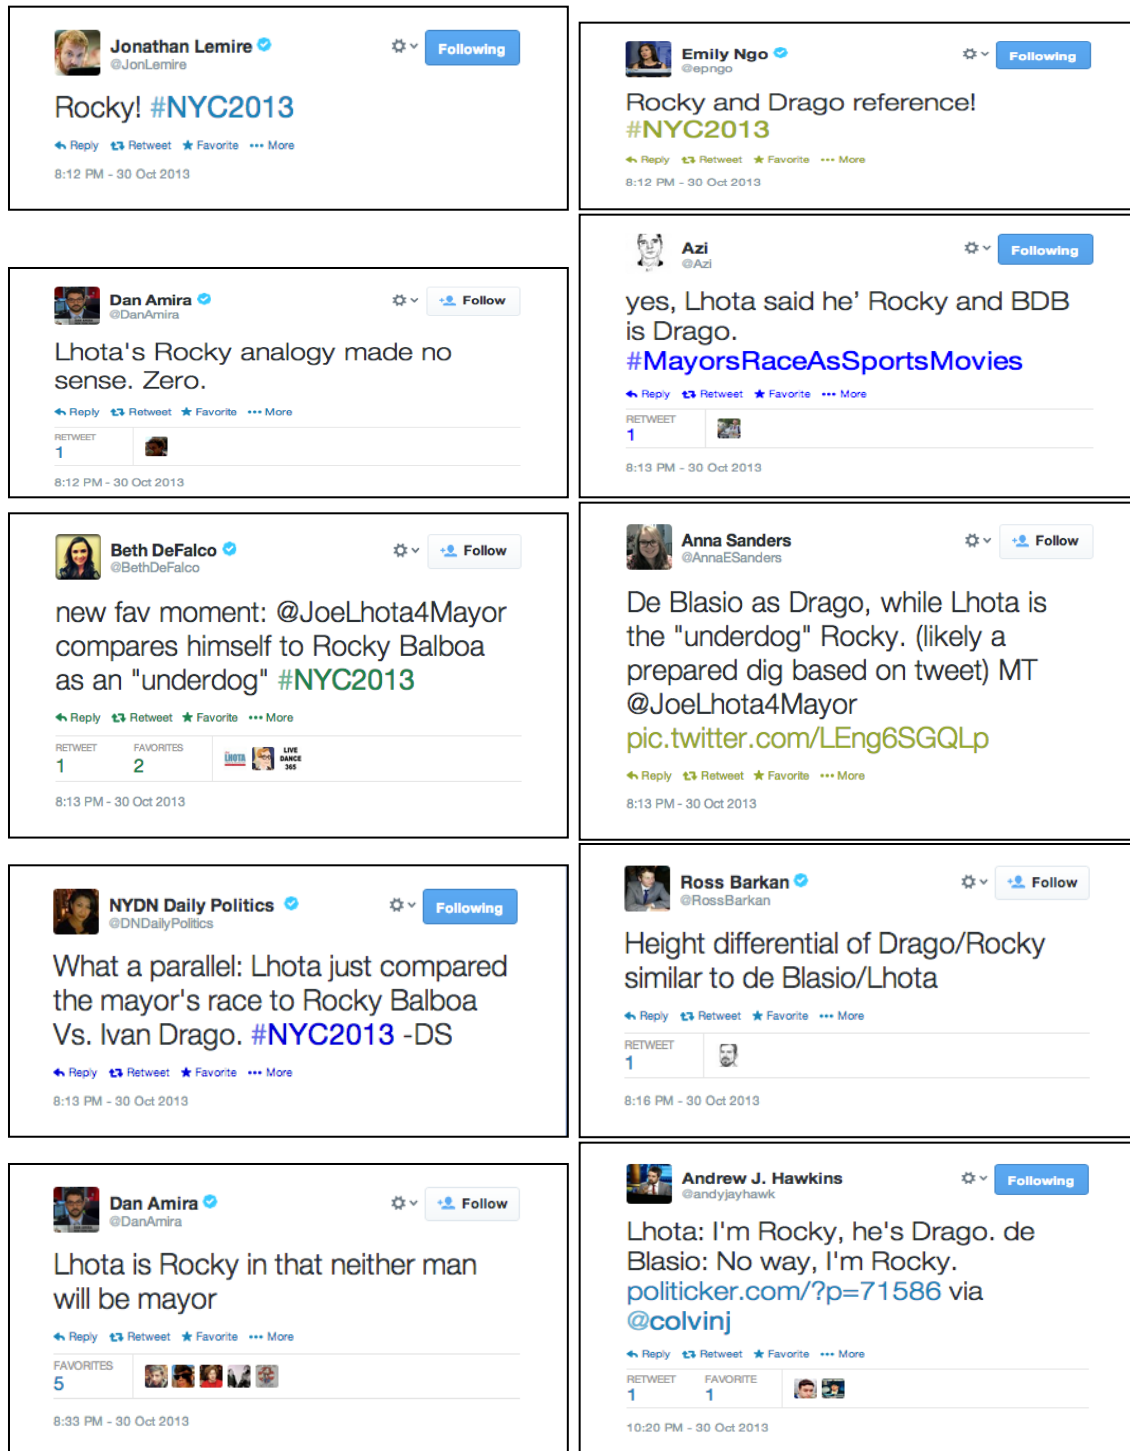 Jonathan Lemire
@JonLemire
Following
Rocky! #NYC2013
Reply Retweet Favorite More
8:12 PM - 30 Oct 2013
Emily Ngo
@epngo
Following
Rocky and Drago reference!
#NYC2013
Reply Retweet Favorite More
8:12 PM - 30 Oct 2013
Dan Amira
@DanAmira
Follow
Lhota's Rocky analogy made no
sense. Zero.
Reply Retweet Favorite More
RETWEET
1
8:12 PM - 30 Oct 2013
Azi
@Azi
Following
yes, Lhota said he' Rocky and BDB
is Drago.
#MayorsRaceAsSportsMovies
Reply Retweet Favorite More
RETWEET
1
8:13 PM - 30 Oct 2013
Beth DeFalco
@BethDeFalco
Follow
new fav moment: @JoeLhota4Mayor
compares himself to Rocky Balboa
as an "underdog" #NYC2013
Reply Retweet Favorite More
RETWEET FAVORITES
1 2
LHOTA
LIVE
DANCE
365
8:13 PM - 30 Oct 2013
Anna Sanders
@AnnaESanders
Follow
De Blasio as Drago, while Lhota is
the "underdog" Rocky. (likely a
prepared dig based on tweet) MT
@JoeLhota4Mayor
pic.twitter.com/LEng6SGQLp
Reply Retweet Favorite More
8:13 PM - 30 Oct 2013
NYDN Daily Politics
@DNDailyPolitics
Following
What a parallel: Lhota just compared
the mayor's race to Rocky Balboa
Vs. Ivan Drago. #NYC2013 -DS
Reply Retweet Favorite More
8:13 PM - 30 Oct 2013
Ross Barkan
@RossBarkan
Follow
Height differential of Drago/Rocky
similar to de Blasio/Lhota
Reply Retweet Favorite More
RETWEET
1
8:16 PM - 30 Oct 2013
Dan Amira
@DanAmira
Follow
Lhota is Rocky in that neither man
will be mayor
Reply Retweet Favorite More
FAVORITES
5
8:33 PM - 30 Oct 2013
Andrew J. Hawkins
@andyjayhawk
Following
Lhota: I'm Rocky, he's Drago. de
Blasio: No way, I'm Rocky.
politicker.com/?p=71586 via
@colvinj
Reply Retweet Favorite More
RETWEET FAVORITE
1 1
10:20 PM - 30 Oct 2013